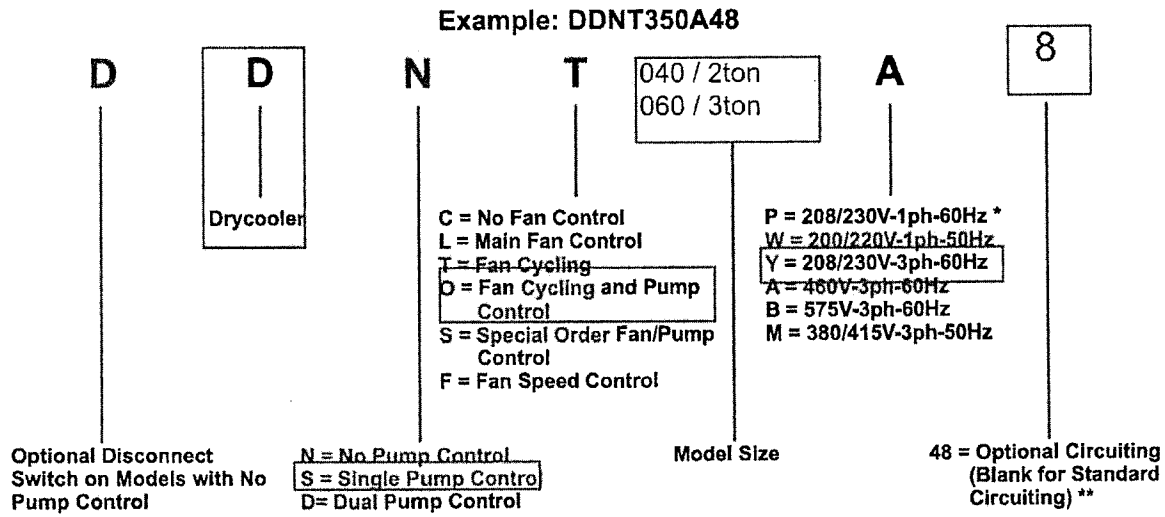 Example: DDNT350A48
D D N T 040 / 2ton A 8
060 / 3ton
Drycooler
C = No Fan Control
L = Main Fan Control
T = Fan Cycling
O = Fan Cycling and Pump
Control
S = Special Order Fan/Pump
Control
F = Fan Speed Control
P = 208/230V-1ph-60Hz *
W = 200/220V-1ph-50Hz
Y = 208/230V-3ph-60Hz
A = 460V-3ph-60Hz
B = 575V-3ph-60Hz
M = 380/415V-3ph-50Hz
Optional Disconnect
Switch on Models with No
Pump Control
N = No Pump Control
S = Single Pump Contro
D= Dual Pump Control
Model Size
48 = Optional Circuiting
(Blank for Standard
Circuiting) **